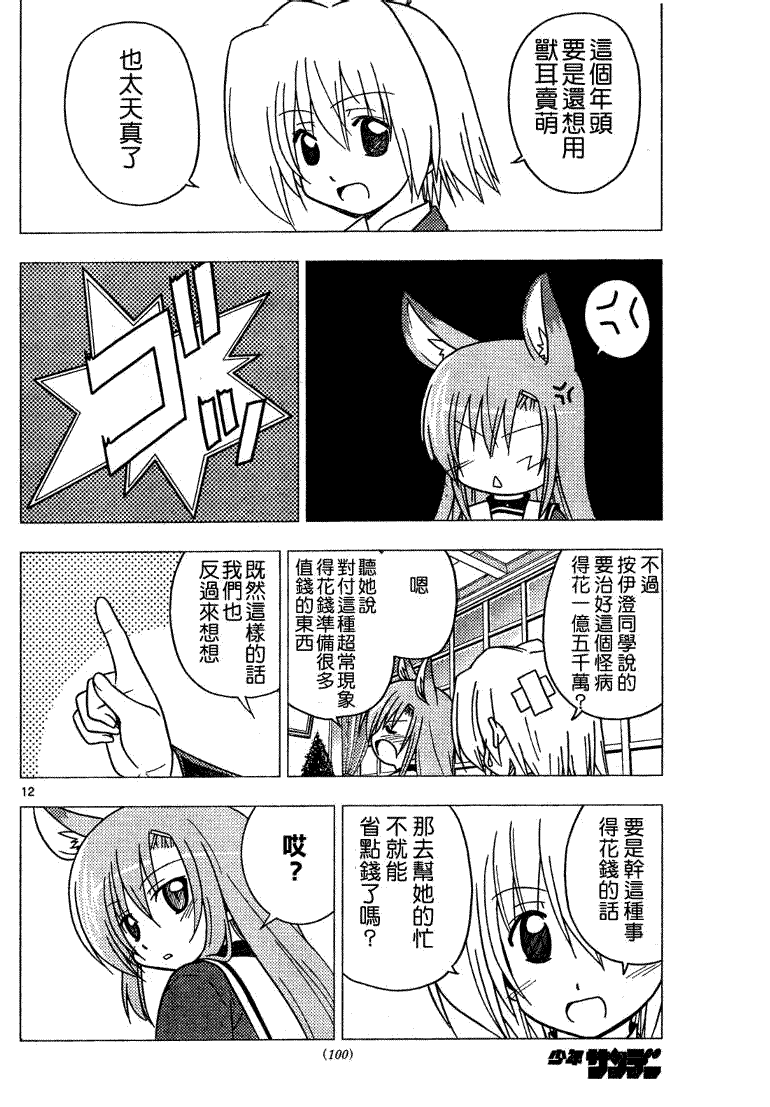 這個年頭
要是還想用
獸耳賣萌
也太天真了
ゴッ
不過
按伊澄同學說的
要治好這個怪病
得花一億五千萬？
嗯
聽她說
對付這種超常現象
得花錢準備很多
值錢的東西
既然這樣的話
我們也
反過來想想
12
要是幹這種事
得花錢的話
那去幫她的忙
不就能
省點錢了嗎？
哎？
(100)
少年サンデー